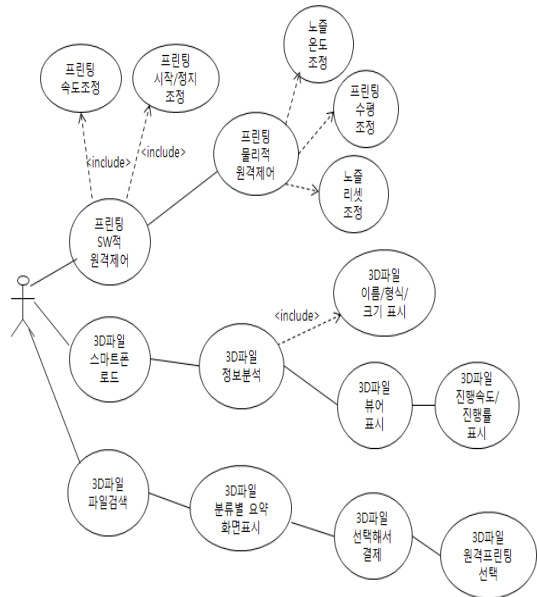 노즐
온도
조정
프린팅
속도조정
프린팅
시작/정지
조정
프린팅
수평
조정
프린팅
물리적
원격제어
<include>
<include>
노즐
리셋
조정
프린팅
SW적
원격제어
3D파일
이름/형식/
크기 표시
<include>
3D파일
스마트폰
로드
3D파일
정보분석
3D파일
뷰어
표시
3D파일
진행속도/
진행률
표시
3D파일
파일검색
3D파일
분류별 요약
화면표시
3D파일
선택해서
결제
3D파일
원격프린팅
선택